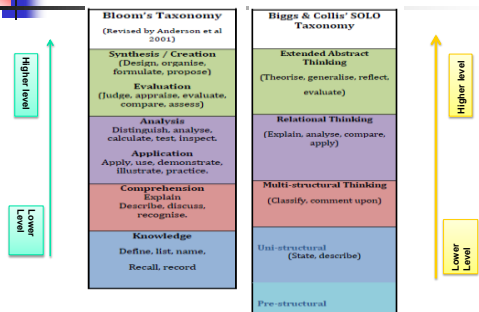 Bloom's Taxonomy
(Revised by Anderson et al
2001)
Synthesis / Creation
(Design, organise,
formulate, propose)
Evaluation
(Judge, appraise, evaluate,
compare, assess)
Analysis
Distinguish, analyse,
calculate, test, inspect.
Application
Apply, use, demonstrate,
illustrate, practice.
Comprehension
Explain
Describe, discuss,
recognise.
Knowledge
Define, list, name,
Recall, record
Biggs & Collis' SOLO
Taxonomy
Extended Abstract
Thinking
(Theorise, generalise, reflect,
evaluate)
Relational Thinking
(Explain, analyse, compare,
apply)
Multi-structural Thinking
(Classify, comment upon)
Uni-structural
(State, describe)
Pre-structural
Higher level
Lower
Level
Higher level
Lower
Level